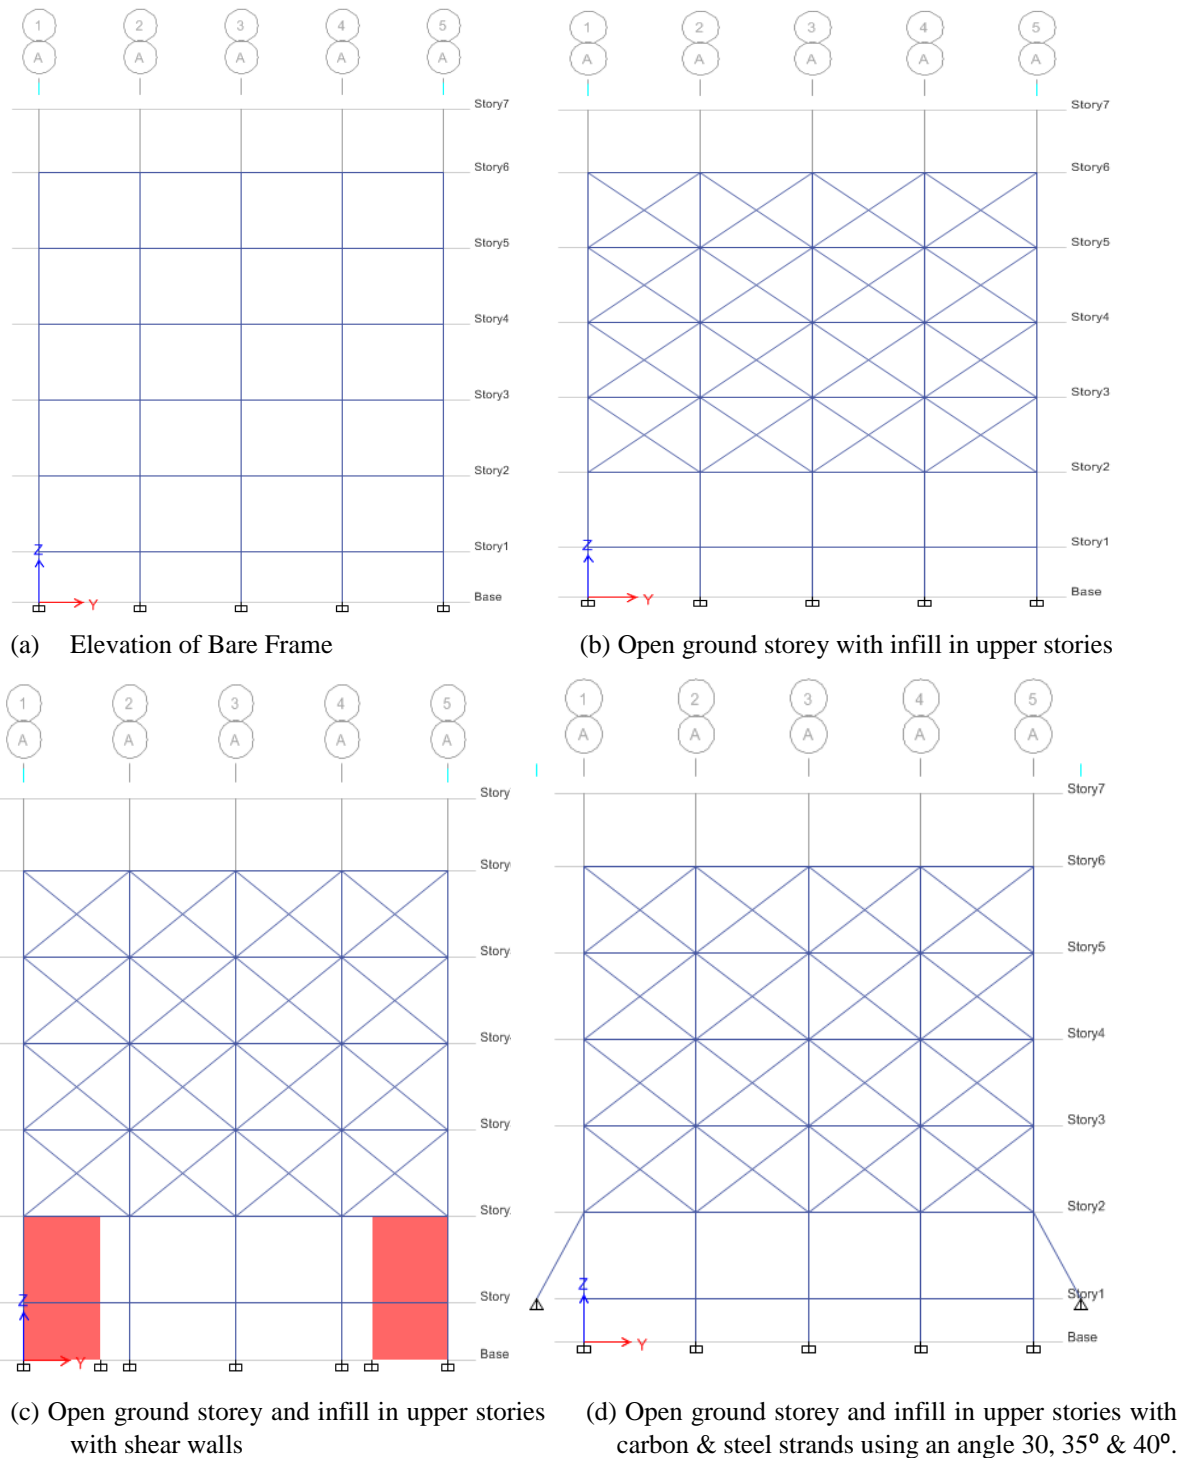 1 2 3 4 5
A A A A A
Story7
Story6
Story5
Story4
Story3
Story2
Story1
Z
Base
Y
(a) Elevation of Bare Frame
1 2 3 4 5
A A A A A
Story7
Story6
Story5
Story4
Story3
Story2
Story1
Z
Base
Y
(b) Open ground storey with infill in upper stories
1 2 3 4 5
A A A A A
Story
Story
Story
Story
Story
Story
Story
Z
Base
Y
(c) Open ground storey and infill in upper stories
with shear walls
1 2 3 4 5
A A A A A
Story7
Story6
Story5
Story4
Story3
Story2
Story1
Z
Base
Y
(d) Open ground storey and infill in upper stories with
carbon & steel strands using an angle 30, 35⁰ & 40⁰.